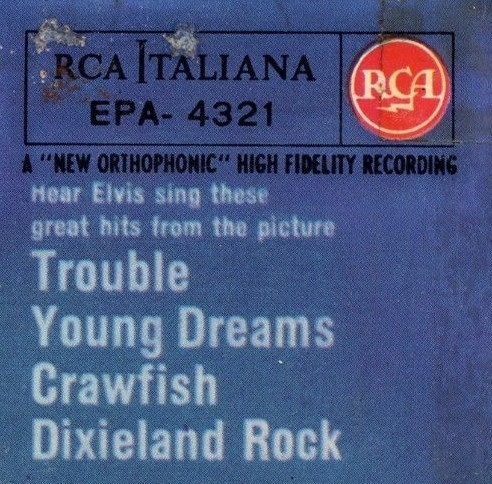 RCA ITALIANA
EPA- 4321
RCA
A "NEW ORTHOPHONIC" HIGH FIDELITY RECORDING
Hear Elvis sing these
great hits from the picture
Trouble
Young Dreams
Crawfish
Dixieland Rock